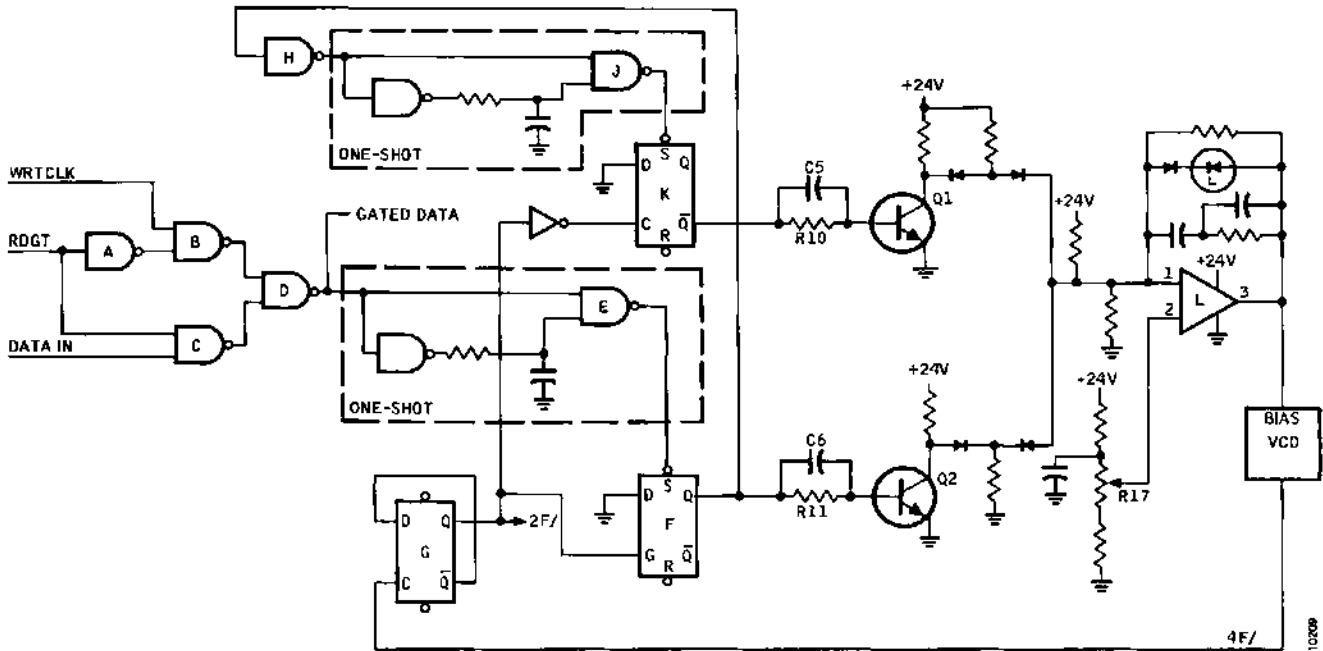 +24V
H
J
ONE-SHOT
S
D
Q
K
C
Q̄
R
WRTCLK
GATED DATA
RDGT
A
B
D
C
DATA IN
E
ONE-SHOT
C5
R10
Q1
+24V
L
+24V
1
L
3
2
+24V
+24V
C6
R11
Q2
R17
BIAS
VCD
D
Q
G
C
Q̄
2F/
S
D
Q
F
G
Q̄
R
4F/
10209